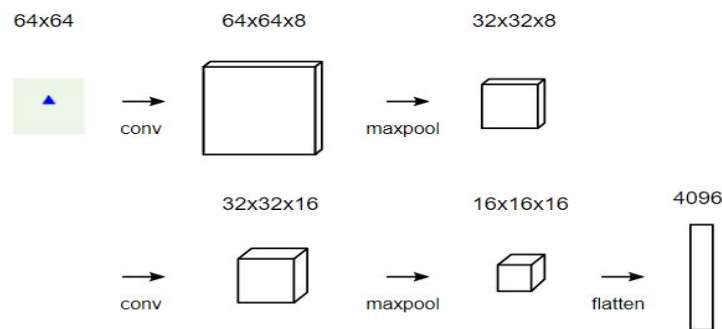 64x64
64x64x8
32x32x8
conv
maxpool
32x32x16
16x16x16
4096
conv
maxpool
flatten